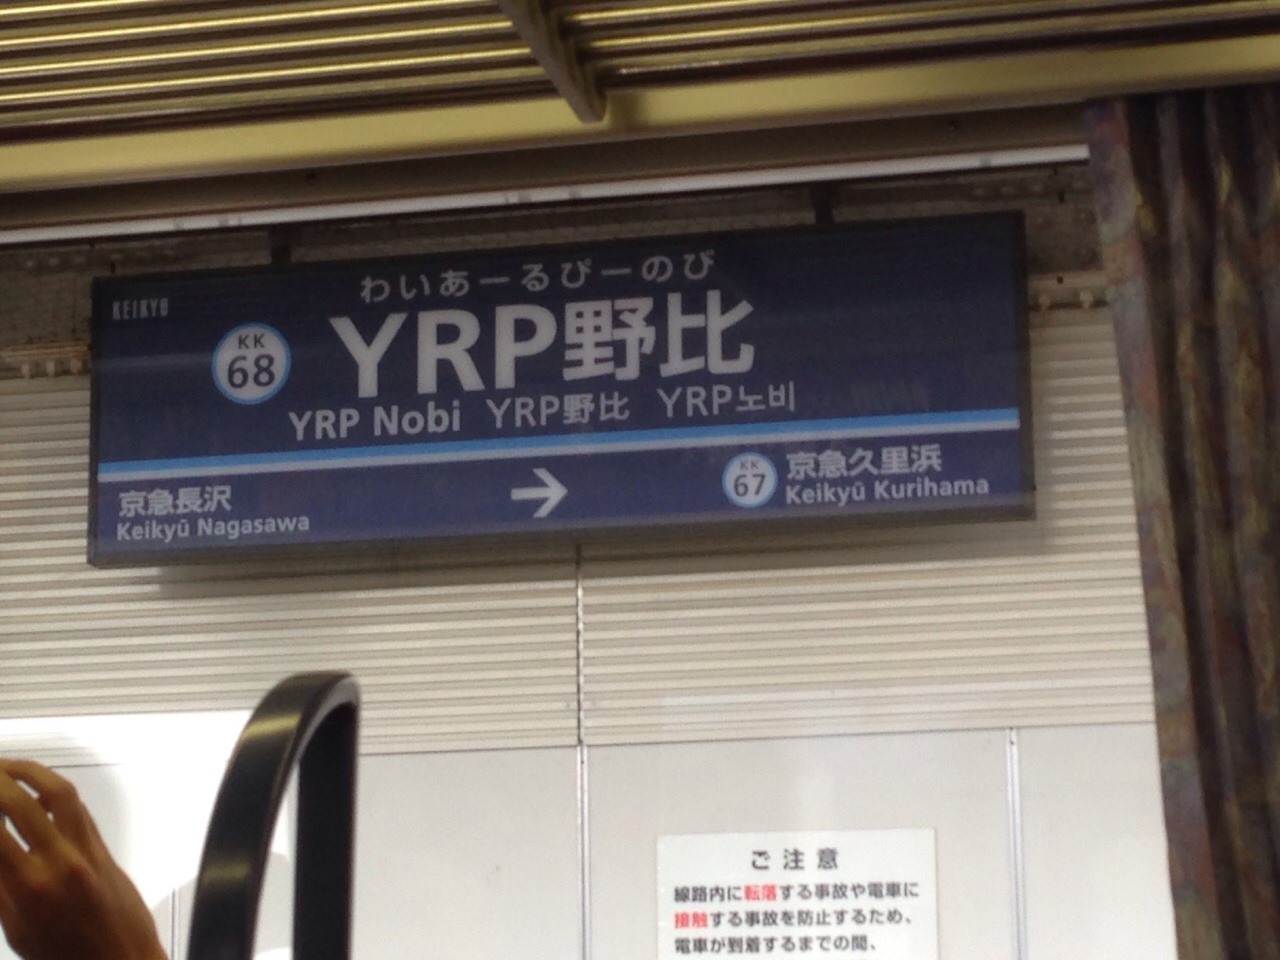 KEIKYU
わいあーるぴーのび
KK
68
YRP野比
YRP Nobi YRP野比 YRP노비
京急長沢
Keikyū Nagasawa
→
KK
67
京急久里浜
Keikyū Kurihama
ご注意
線路内に転落する事故や電車に
接触する事故を防止するため、
電車が到着するまでの間、